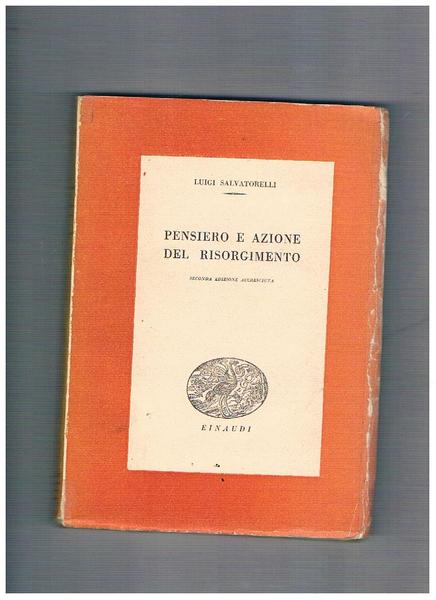 LUIGI SALVATORELLI
PENSIERO E AZIONE
DEL RISORGIMENTO
SECONDA EDIZIONE ACCRESCIUTA
EINAUDI